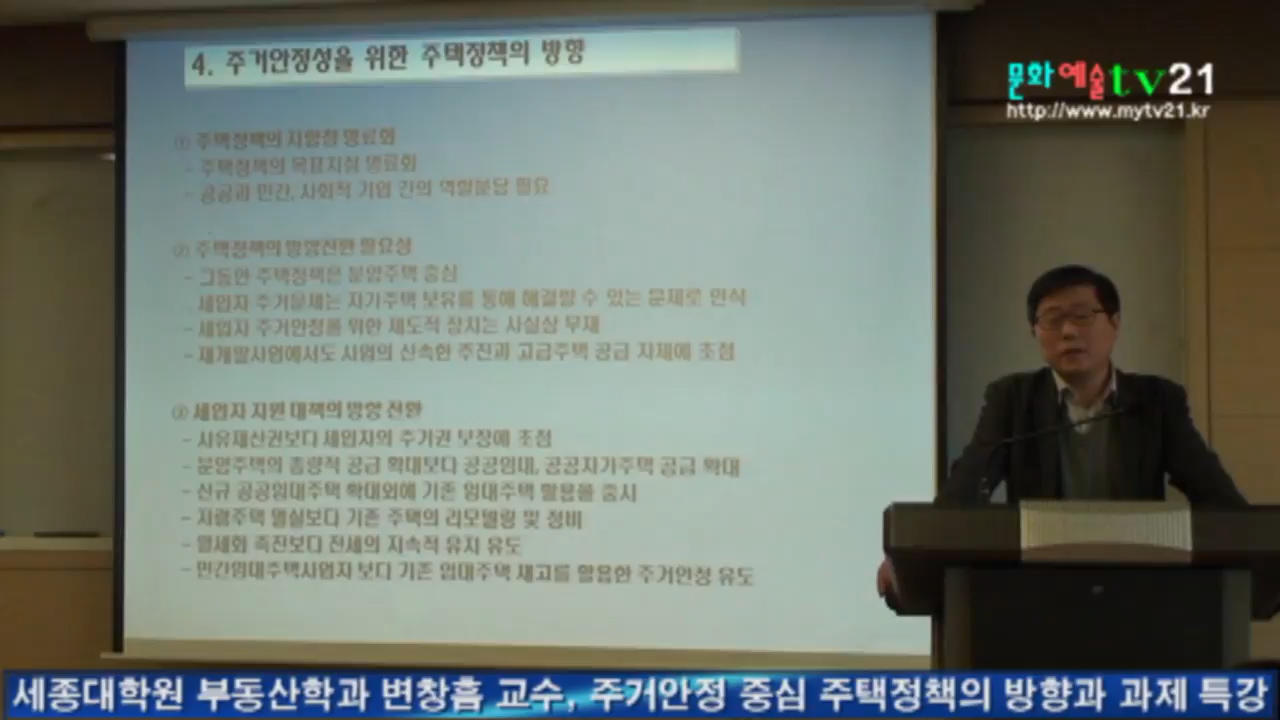 4. 주거안정성을 위한 주택정책의 방향
문화예술tv21
http://www.mytv21.kr
① 주택정책의 지향점 명료화
- 주택정책의 목표지점 명료화
- 공공과 민간, 사회적 기업 간의 역할분담 필요
② 주택정책의 방향전환 필요성
- 그동안 주택정책은 분양주택 중심
세입자 주거문제는 자가주택 보유를 통해 해결할 수 있는 문제로 인식
- 세입자 주거안정을 위한 제도적 장치는 사실상 부재
- 재개발사업에서도 사업의 신속한 추진과 고급주택 공급 자체에 초점
③ 세입자 지원 대책의 방향 전환
- 사유재산권보다 세입자의 주거권 보장에 초점
- 분양주택의 총량적 공급 확대보다 공공임대, 공공자가주택 공급 확대
- 신규 공공임대주택 확대외에 기존 임대주택 활용을 중시
- 저렴주택 멸실보다 기존 주택의 리모델링 및 정비
- 월세화 촉진보다 전세의 지속적 유지 유도
- 민간임대주택사업자 보다 기존 임대주택 재고를 활용한 주거안정 유도
세종대학원 부동산학과 변창흠 교수, 주거안정 중심 주택정책의 방향과 과제 특강